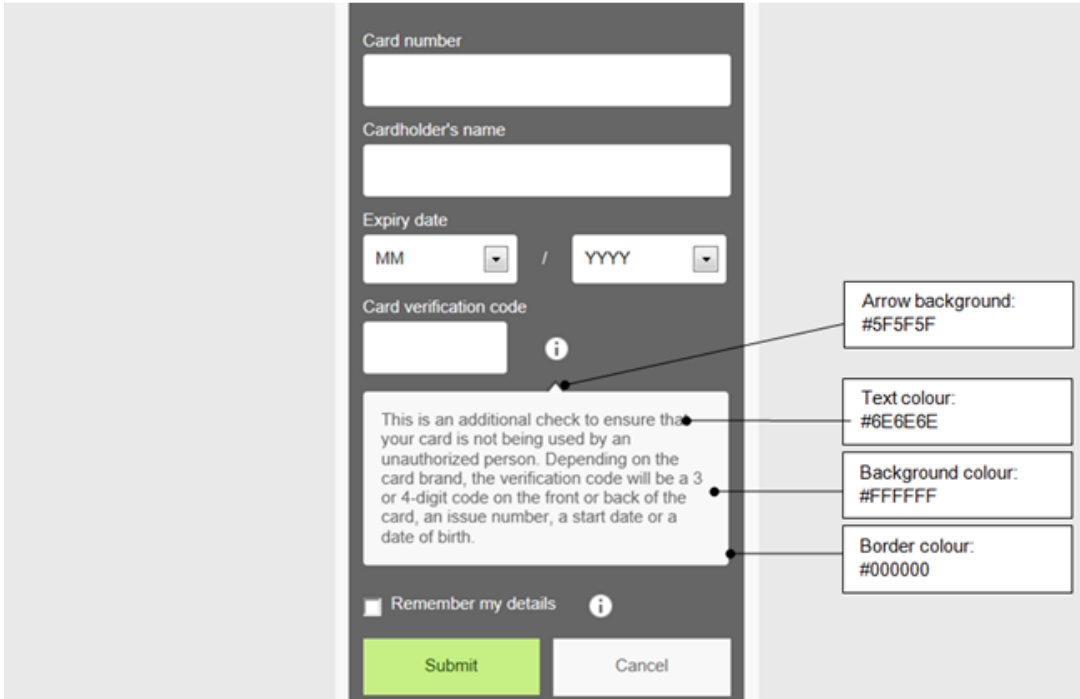 Card number
Cardholder's name
Expiry date
MM / YYYY
Card verification code
Arrow background:
#5F5F5F
This is an additional check to ensure that
your card is not being used by an
unauthorized person. Depending on the
card brand, the verification code will be a 3
or 4-digit code on the front or back of the
card, an issue number, a start date or a
date of birth.
Text colour:
#6E6E6E
Background colour:
#FFFFFF
Border colour:
#000000
Remember my details
Submit
Cancel